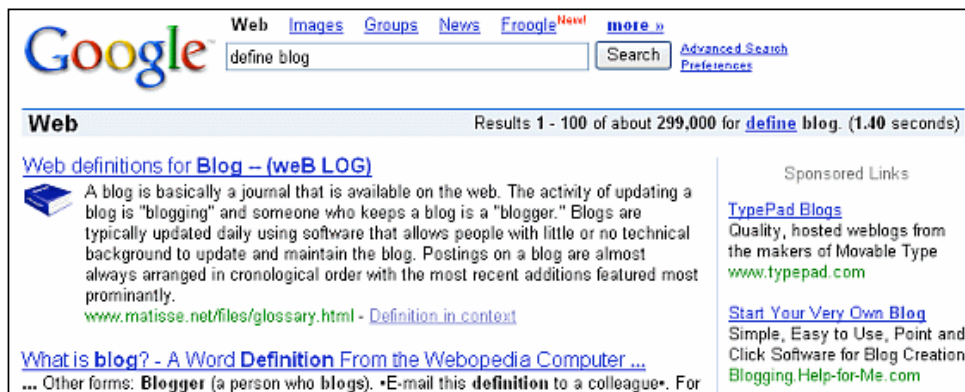 Web Images Groups News Froogle New! more »
Google™
define blog Search Advanced Search
Preferences
Web Results 1 - 100 of about 299,000 for define blog. (1.40 seconds)
Web definitions for Blog -- (weB LOG)
A blog is basically a journal that is available on the web. The activity of updating a
blog is "blogging" and someone who keeps a blog is a "blogger." Blogs are
typically updated daily using software that allows people with little or no technical
background to update and maintain the blog. Postings on a blog are almost
always arranged in cronological order with the most recent additions featured most
prominantly.
www.matisse.net/files/glossary.html - Definition in context
What is blog? - A Word Definition From the Webopedia Computer ...
... Other forms: Blogger (a person who blogs). •E-mail this definition to a colleague•. For
Sponsored Links
TypePad Blogs
Quality, hosted weblogs from
the makers of Movable Type
www.typepad.com
Start Your Very Own Blog
Simple, Easy to Use, Point and
Click Software for Blog Creation
Blogging.Help-for-Me.com